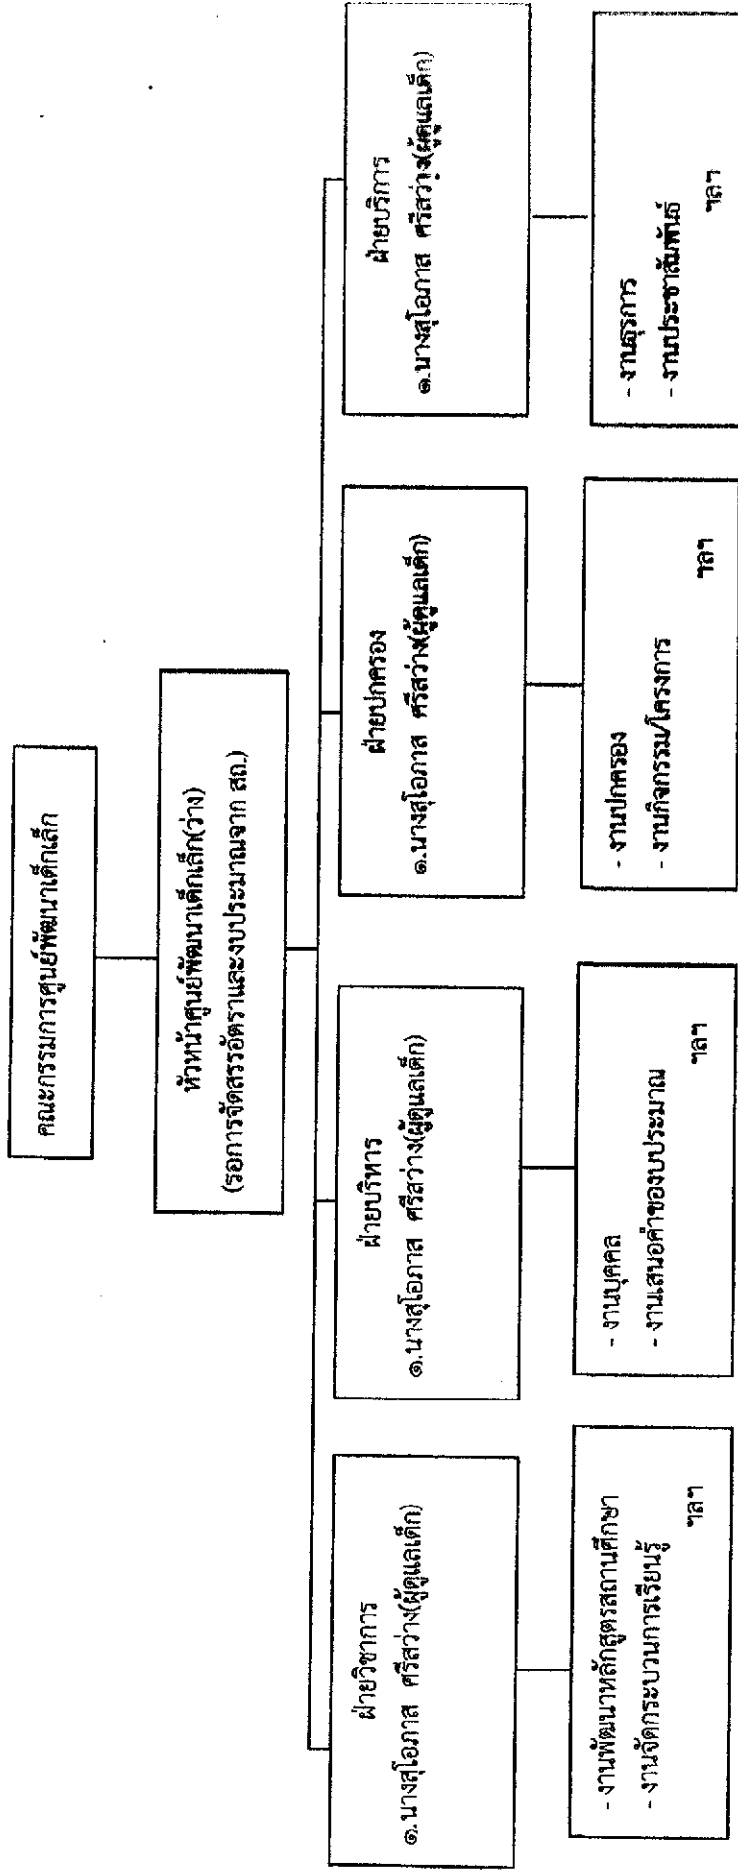 คณะกรรมการศูนย์พัฒนาเด็กเล็ก
หัวหน้าศูนย์พัฒนาเด็กเล็ก(ว่าง)
(รอการจัดสรรอัตราและงบประมาณจาก สถ.)
ฝ่ายวิชาการ
๑.นางสุโอภาส ศรีสว่าง(ผู้ดูแลเด็ก)
ฝ่ายบริหาร
๑.นางสุโอภาส ศรีสว่าง(ผู้ดูแลเด็ก)
ฝ่ายปกครอง
๑.นางสุโอภาส ศรีสว่าง(ผู้ดูแลเด็ก)
ฝ่ายบริการ
๑.นางสุโอภาส ศรีสว่าง(ผู้ดูแลเด็ก)
- งานพัฒนาหลักสูตรสถานศึกษา
- งานจัดกระบวนการเรียนรู้
ฯลฯ
- งานบุคคล
- งานเสนอคำของบประมาณ
ฯลฯ
- งานปกครอง
- งานกิจกรรม/โครงการ
ฯลฯ
- งานธุรการ
- งานประชาสัมพันธ์
ฯลฯ